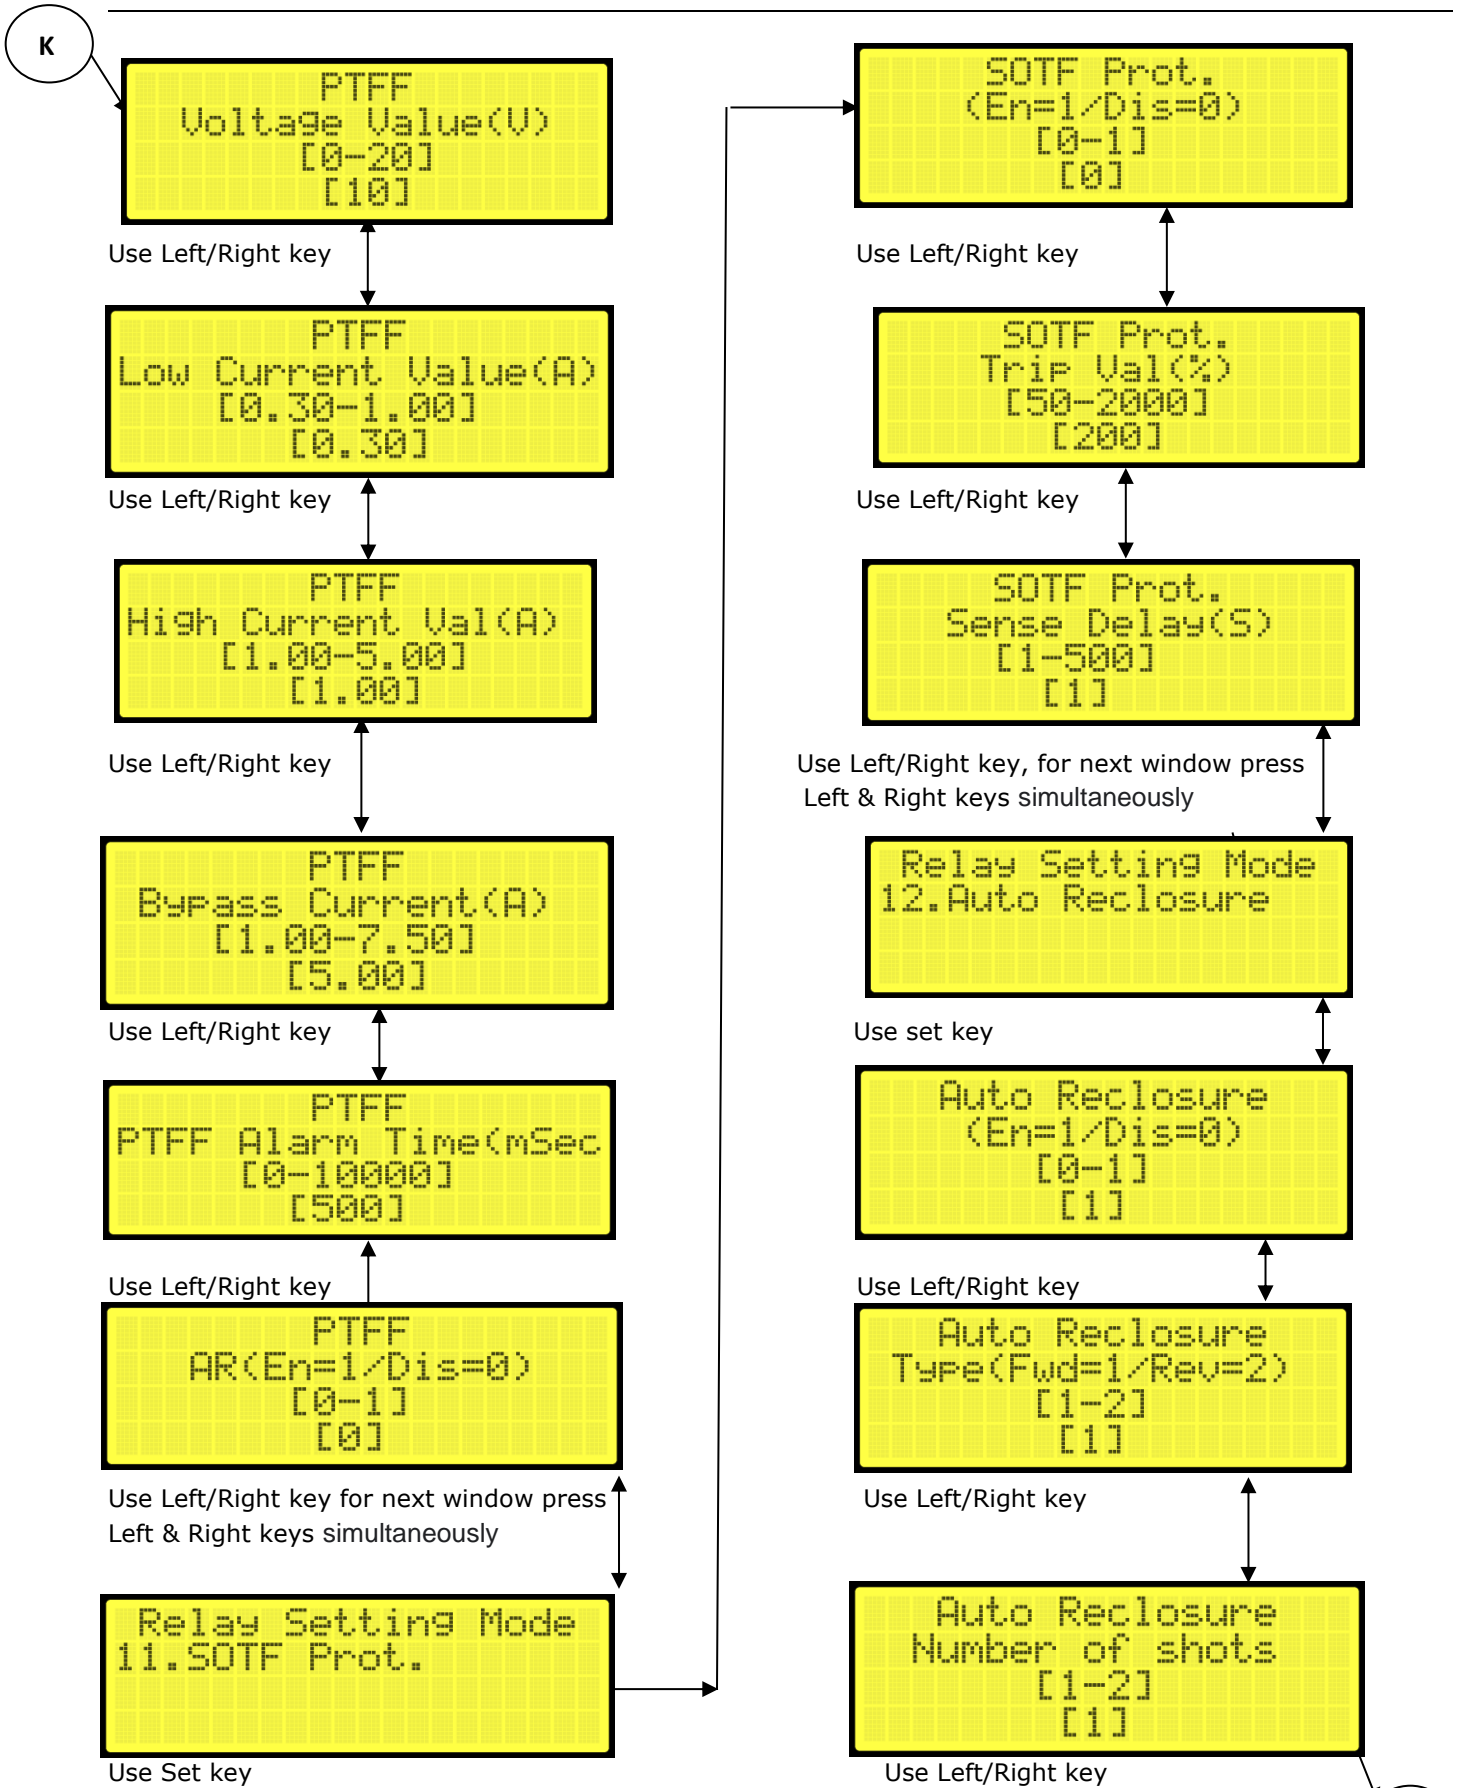 K
PTFF
Voltage Value(V)
[0-20]
[10]
Use Left/Right key
PTFF
Low Current Value(A)
[0.30-1.00]
[0.30]
Use Left/Right key
PTFF
High Current Val(A)
[1.00-5.00]
[1.00]
Use Left/Right key
PTFF
Bypass Current(A)
[1.00-7.50]
[5.00]
Use Left/Right key
PTFF
PTFF Alarm Time(mSec
[0-10000]
[500]
Use Left/Right key
PTFF
AR(En=1/Dis=0)
[0-1]
[0]
Use Left/Right key for next window press
Left & Right keys simultaneously
Relay Setting Mode
11.SOTF Prot.
Use Set key
SOTF Prot.
(En=1/Dis=0)
[0-1]
[0]
Use Left/Right key
SOTF Prot.
Trip Val(%)
[50-2000]
[200]
Use Left/Right key
SOTF Prot.
Sense Delay(S)
[1-500]
[1]
Use Left/Right key, for next window press
Left & Right keys simultaneously
Relay Setting Mode
12.Auto Reclosure
Use set key
Auto Reclosure
(En=1/Dis=0)
[0-1]
[1]
Use Left/Right key
Auto Reclosure
Type(Fwd=1/Rev=2)
[1-2]
[1]
Use Left/Right key
Auto Reclosure
Number of shots
[1-2]
[1]
Use Left/Right key